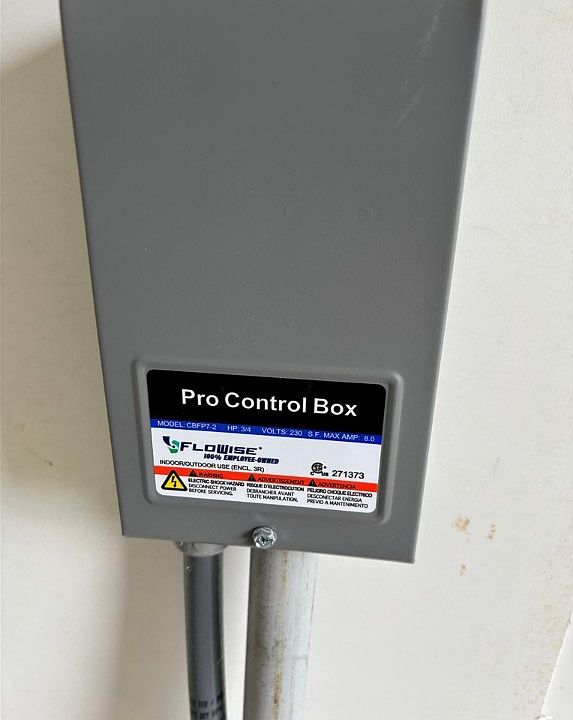 Pro Control Box
MODEL: CBFP7-2 HP: 3/4 VOLTS: 230 S.F. MAX AMP: 8.0
FLOWISE®
100% EMPLOYEE-OWNED
INDOOR/OUTDOOR USE (ENCL. 3R)
271373
WARNING
ELECTRIC SHOCK HAZARD
DISCONNECT POWER
BEFORE SERVICING.
ADVERTISSEMENT
RISQUE D'ELECTROCUTION
DEBRANCHER AVANT
TOUTE MANIPULATION.
ADVERTENCIA
PELIGRO CHOQUE ELECTRICO
DESCONECTAR ENERGIA
PREVIO A MANTENIMENTO